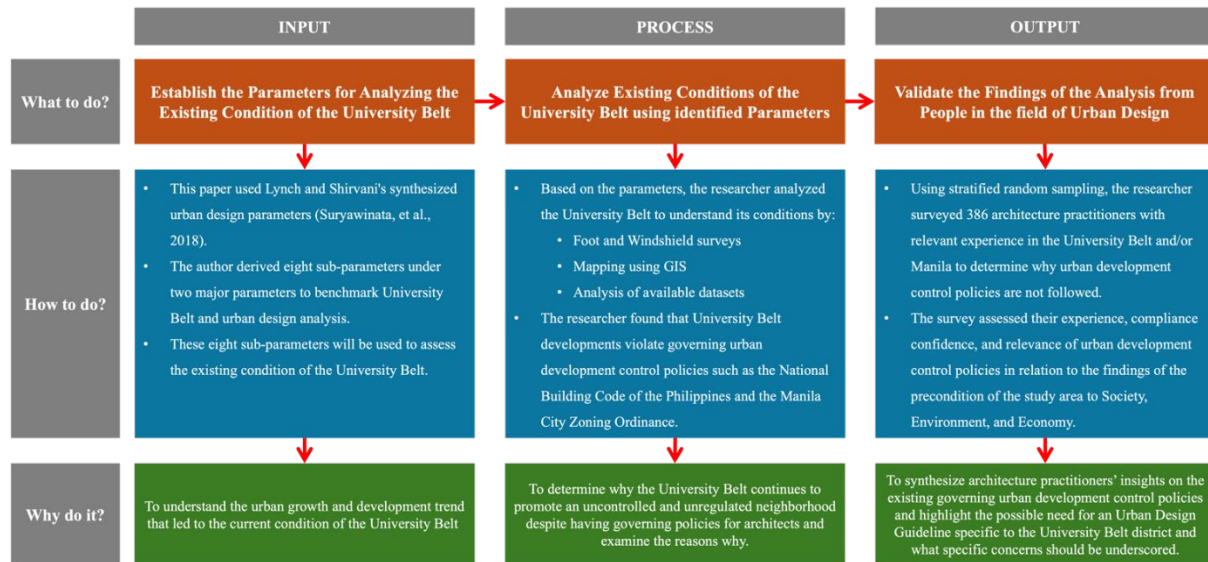 INPUT
PROCESS
OUTPUT
What to do?
Establish the Parameters for Analyzing the
Existing Condition of the University Belt
Analyze Existing Conditions of the
University Belt using identified Parameters
Validate the Findings of the Analysis from
People in the field of Urban Design
How to do?
• This paper used Lynch and Shirvani's synthesized
urban design parameters (Suryawinata, et al.,
2018).
• The author derived eight sub-parameters under
two major parameters to benchmark University
Belt and urban design analysis.
• These eight sub-parameters will be used to assess
the existing condition of the University Belt.
• Based on the parameters, the researcher analyzed
the University Belt to understand its conditions by:
• Foot and Windshield surveys
• Mapping using GIS
• Analysis of available datasets
• The researcher found that University Belt
developments violate governing urban
development control policies such as the National
Building Code of the Philippines and the Manila
City Zoning Ordinance.
• Using stratified random sampling, the researcher
surveyed 386 architecture practitioners with
relevant experience in the University Belt and/or
Manila to determine why urban development
control policies are not followed.
• The survey assessed their experience, compliance
confidence, and relevance of urban development
control policies in relation to the findings of the
precondition of the study area to Society,
Environment, and Economy.
Why do it?
To understand the urban growth and development trend
that led to the current condition of the University Belt
To determine why the University Belt continues to
promote an uncontrolled and unregulated neighborhood
despite having governing policies for architects and
examine the reasons why.
To synthesize architecture practitioners' insights on the
existing governing urban development control policies
and highlight the possible need for an Urban Design
Guideline specific to the University Belt district and
what specific concerns should be underscored.